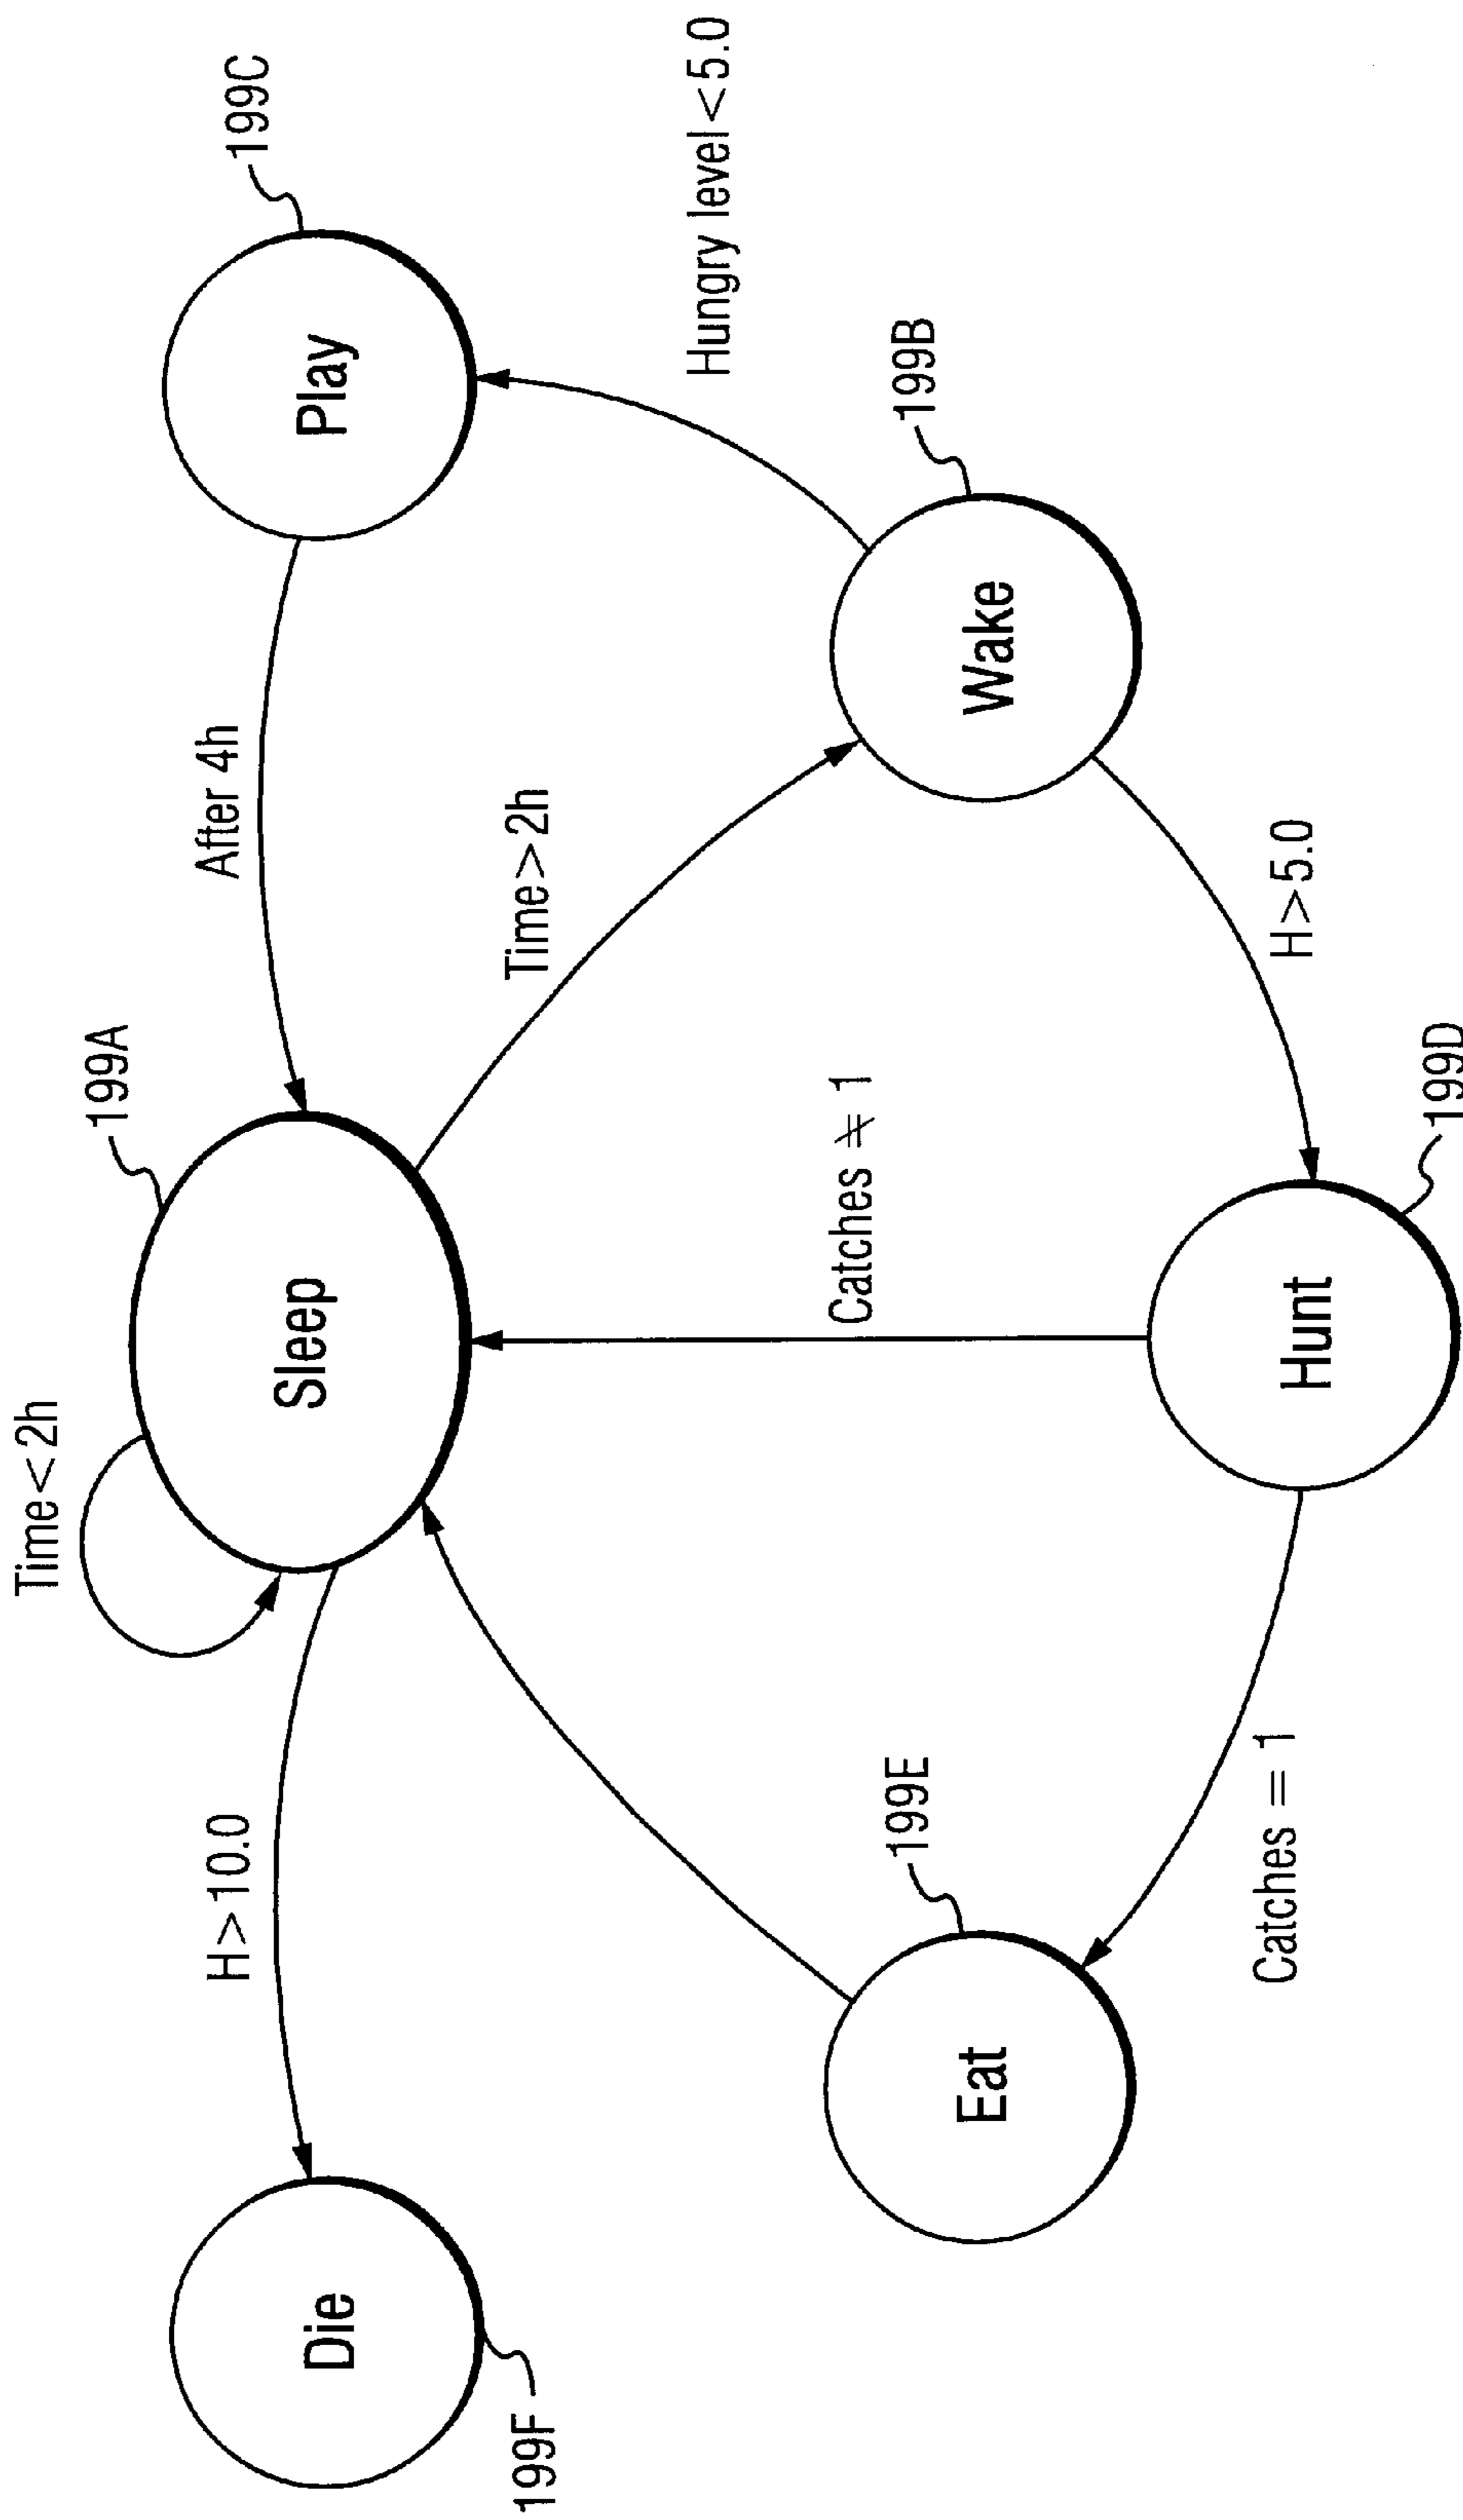 Time<2h
199A
H>10.0
After 4h
199C
Die
Sleep
Play
199F
Time>2h
Hungry level<5.0
Catches ≠ 1
199E
199B
Eat
Wake
Catches = 1
H>5.0
Hunt
199D